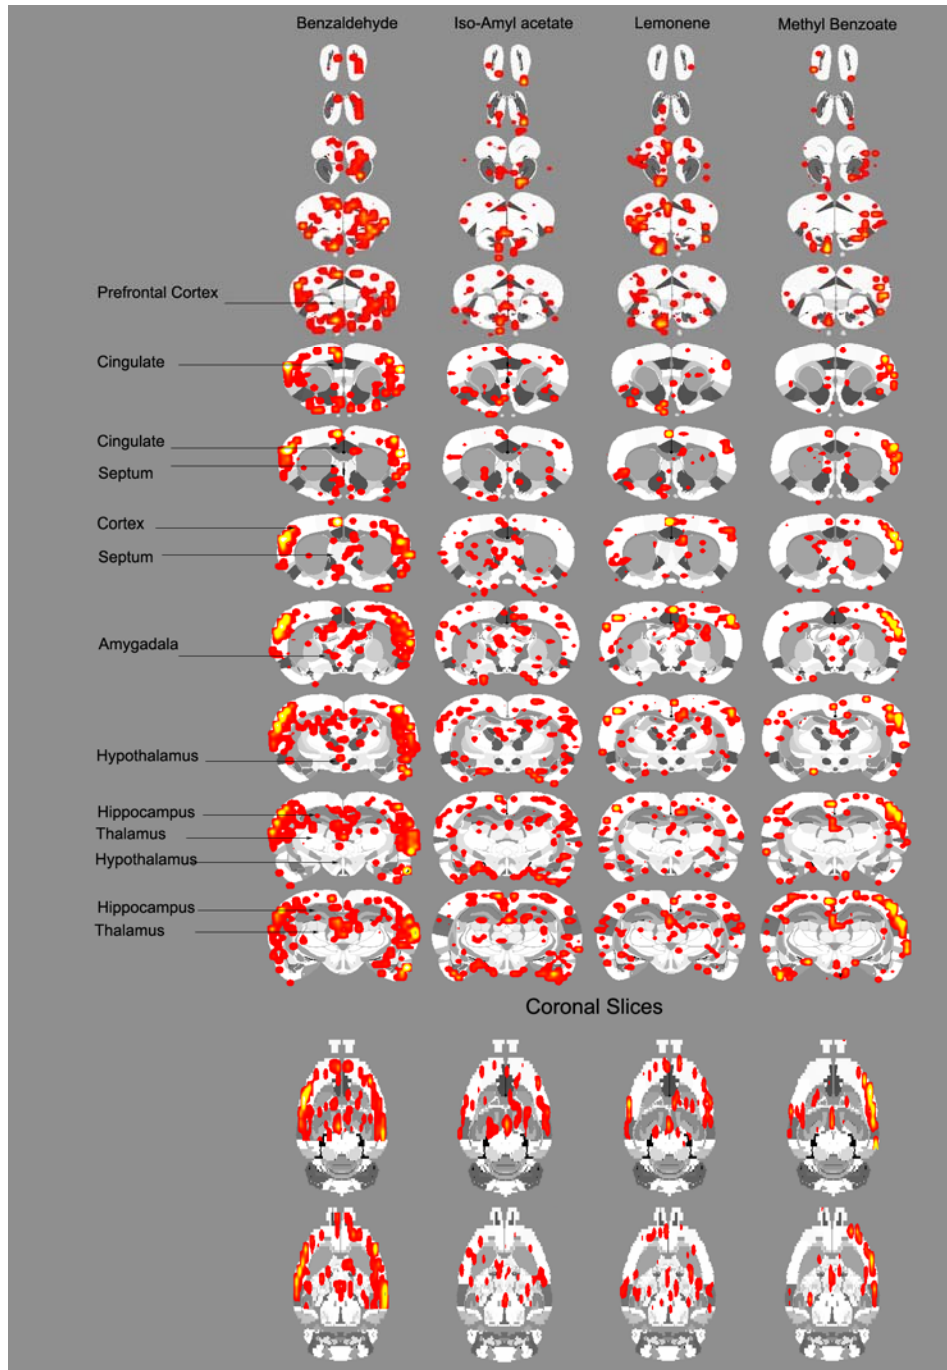 Benzaldehyde Iso-Amyl acetate Lemonene Methyl Benzoate
Prefrontal Cortex
Cingulate
Cingulate
Septum
Cortex
Septum
Amygadala
Hypothalamus
Hippocampus
Thalamus
Hypothalamus
Hippocampus
Thalamus
Coronal Slices